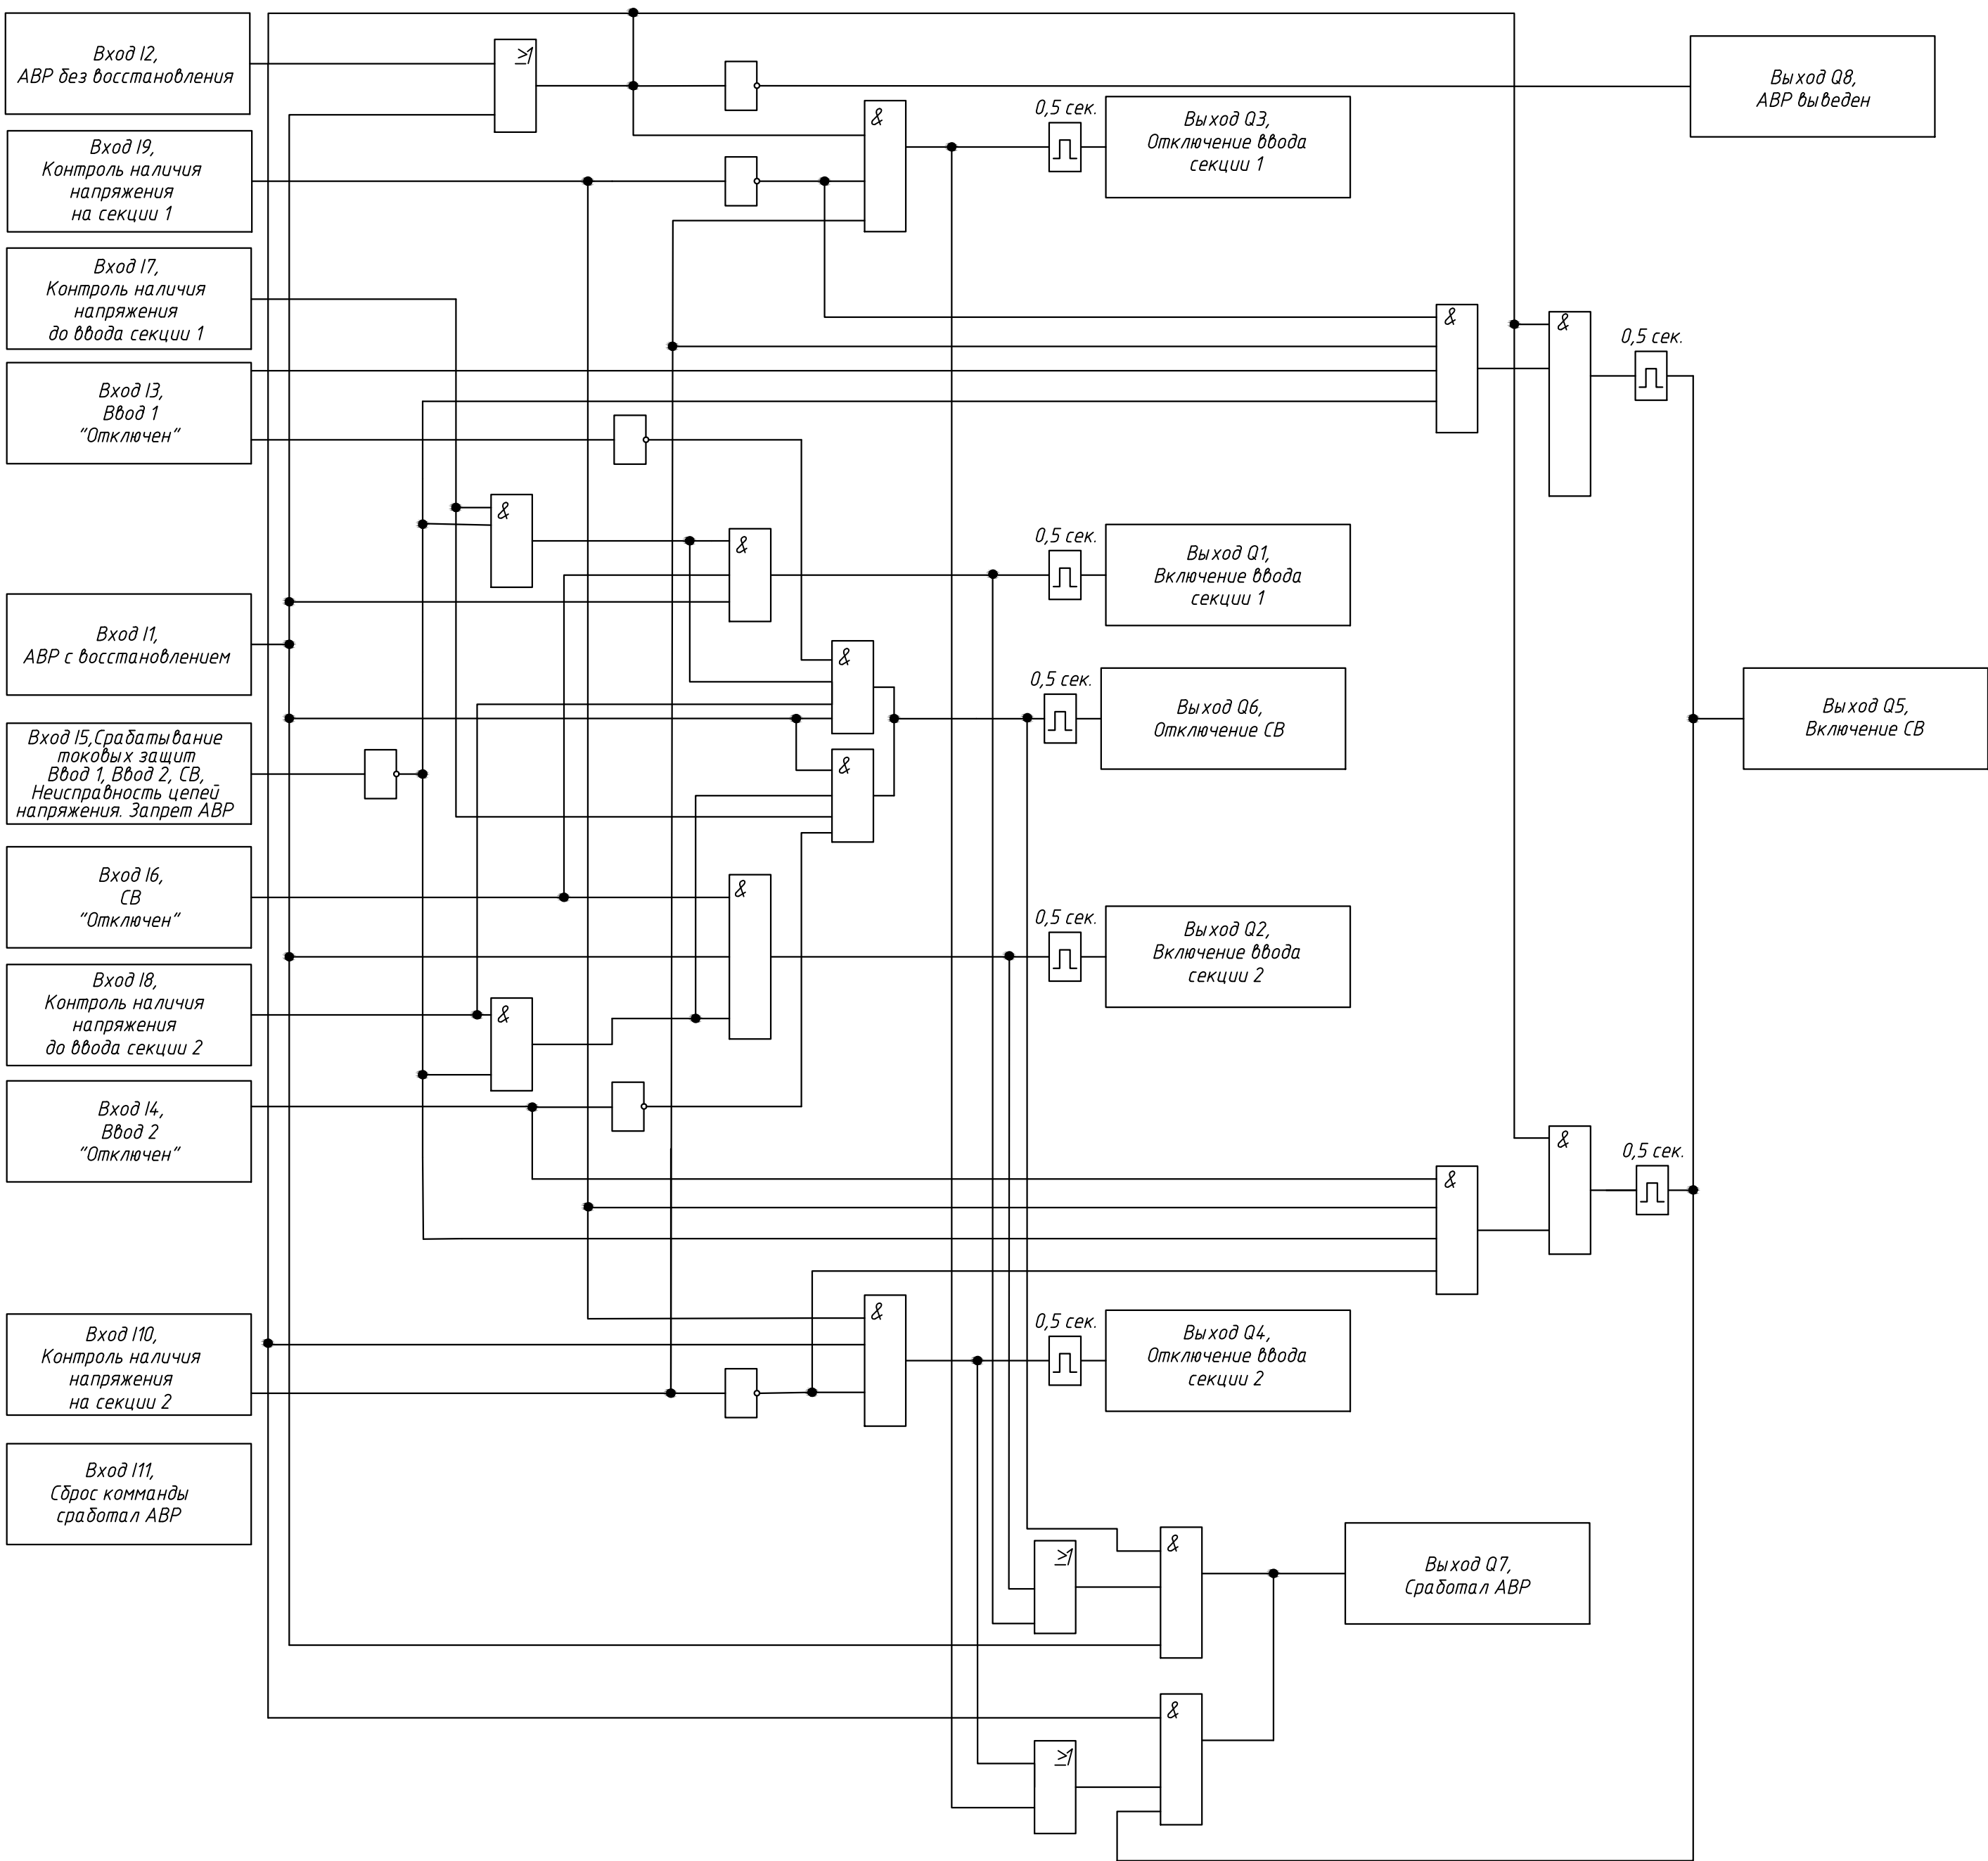 Вход I2,
АВР без восстановления
≥1
Выход Q8,
АВР выведен
&
0,5 сек.
Выход Q3,
Отключение ввода
секции 1
Вход I9,
Контроль наличия
напряжения
на секции 1
Вход I7,
Контроль наличия
напряжения
до ввода секции 1
&
&
0,5 сек.
Вход I3,
Ввод 1
"Отключен"
&
&
0,5 сек.
Выход Q1,
Включение ввода
секции 1
Вход I1,
АВР с восстановлением
&
0,5 сек.
Выход Q6,
Отключение СВ
Выход Q5,
Включение СВ
Вход I5,Срабатывание
токовых защит
Ввод 1, Ввод 2, СВ,
Неисправность цепей
напряжения. Запрет АВР
&
Вход I6,
СВ
"Отключен"
&
0,5 сек.
Выход Q2,
Включение ввода
секции 2
Вход I8,
Контроль наличия
напряжения
до ввода секции 2
&
Вход I4,
Ввод 2
"Отключен"
&
&
0,5 сек.
Вход I10,
Контроль наличия
напряжения
на секции 2
&
0,5 сек.
Выход Q4,
Отключение ввода
секции 2
Вход I11,
Сброс комманды
сработал АВР
≥1
&
Выход Q7,
Сработал АВР
&
≥1